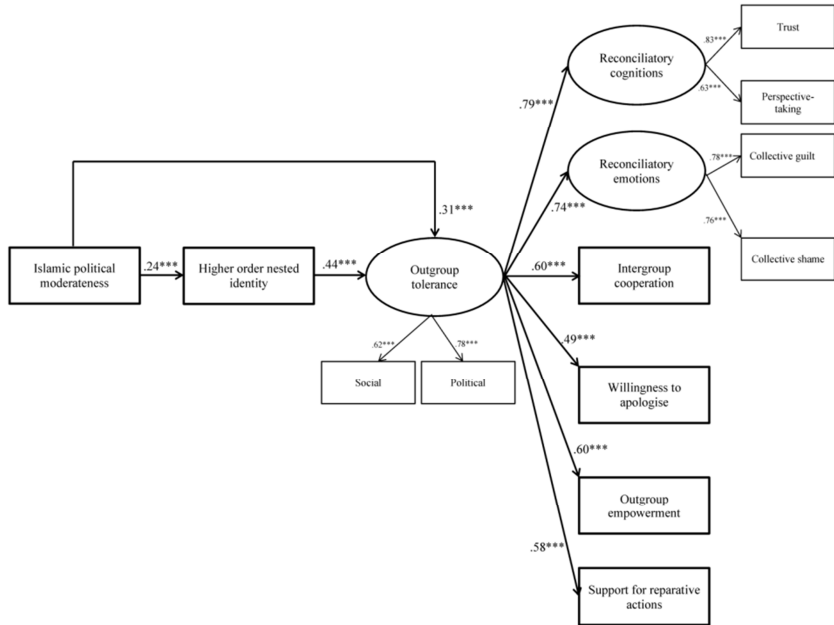 Trust
.83***
Reconciliatory
cognitions
.63***
Perspective-
taking
.79***
Collective guilt
.78***
Reconciliatory
emotions
.76***
.74***
.31***
Collective shame
Islamic political
moderateness
.24***
Higher order nested
identity
.44***
Outgroup
tolerance
.60***
Intergroup
cooperation
.62***
.78***
.49***
Social
Political
Willingness to
apologise
.60***
Outgroup
empowerment
.58***
Support for reparative
actions